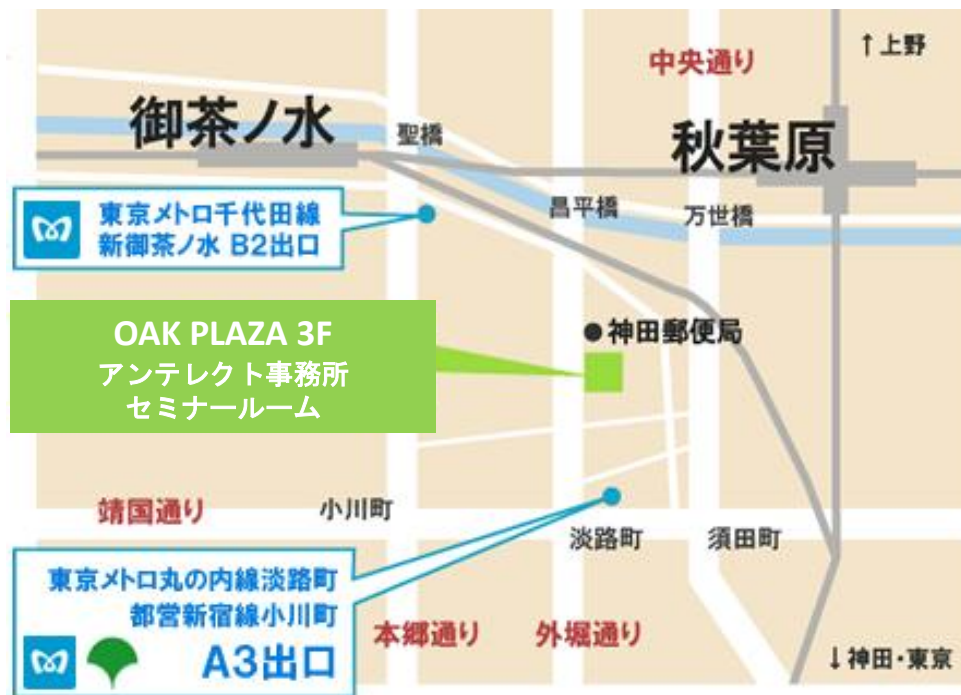 中央通り
↑上野
御茶ノ水
聖橋
秋葉原
東京メトロ千代田線
新御茶ノ水 B2出口
昌平橋
万世橋
OAK PLAZA 3F
アンテレクト事務所
セミナールーム
●神田郵便局
靖国通り
小川町
淡路町
須田町
東京メトロ丸の内線淡路町
都営新宿線小川町
A3出口
本郷通り
外堀通り
↓神田・東京